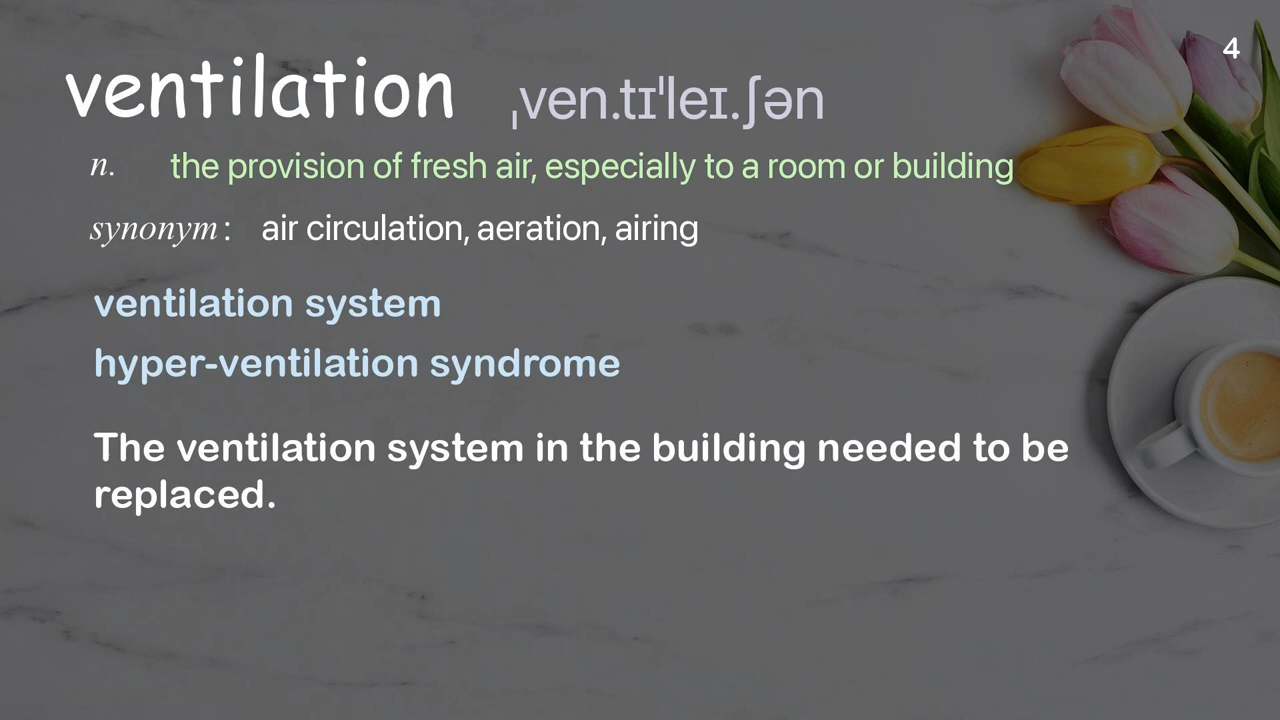 4
ventilation ˌven.tɪˈleɪ.ʃən
n. the provision of fresh air, especially to a room or building
synonym : air circulation, aeration, airing
ventilation system
hyper-ventilation syndrome
The ventilation system in the building needed to be
replaced.